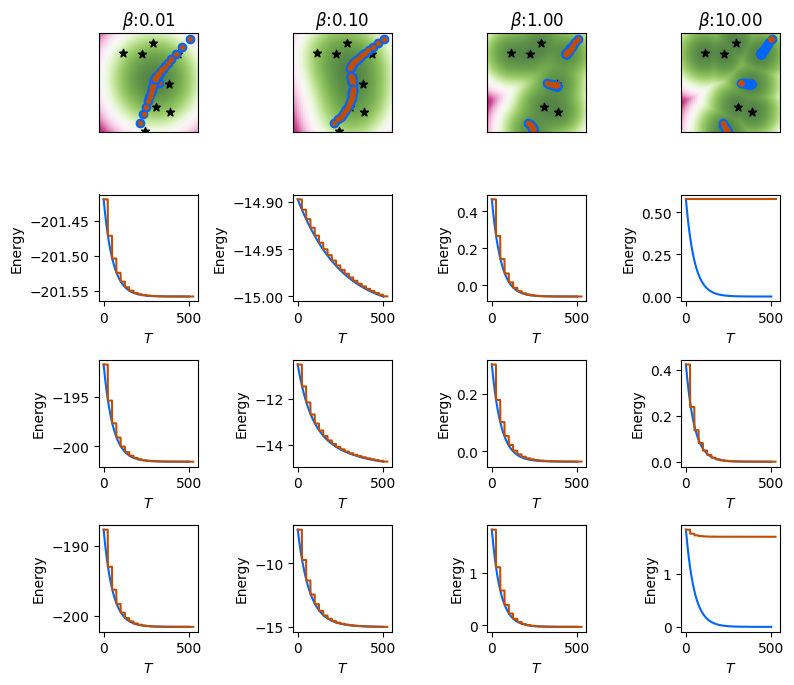 β:0.01 β:0.10 β:1.00 β:10.00
−201.45 −201.50 −201.55 Energy 0 500 T
−14.90 −14.95 −15.00 Energy 0 500 T
0.4 0.2 0.0 Energy 0 500 T
0.50 0.25 0.00 Energy 0 500 T
−195 −200 Energy 0 500 T
−12 −14 Energy 0 500 T
0.2 0.0 Energy 0 500 T
0.4 0.2 0.0 Energy 0 500 T
−190 −200 Energy 0 500 T
−10 −15 Energy 0 500 T
1 0 Energy 0 500 T
1 0 Energy 0 500 T